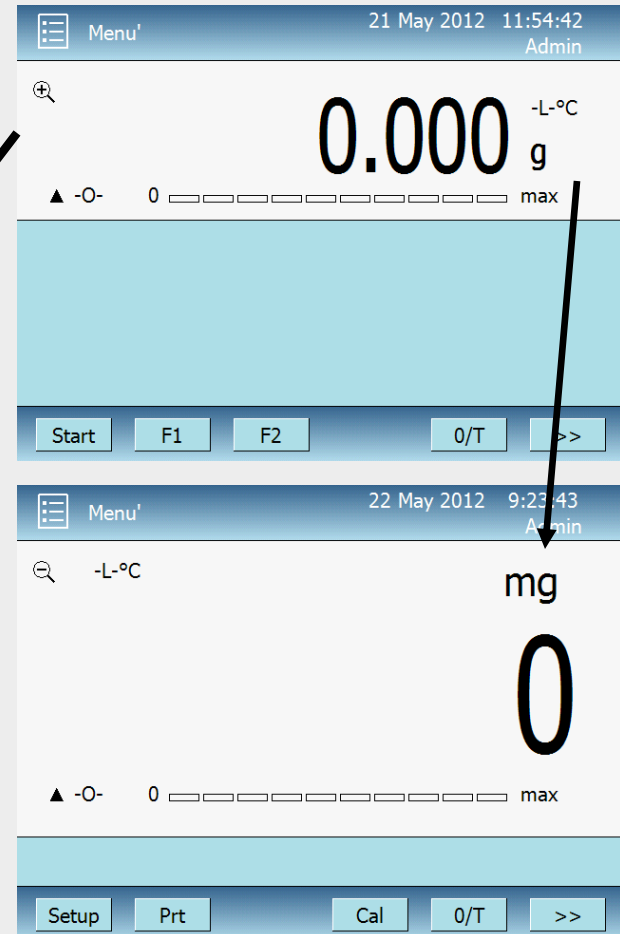 Menu' 21 May 2012 11:54:42
Admin
-L-°C
0.000 g
▲ -O- 0 max
Start F1 F2 0/T >>
Menu' 22 May 2012 9:23:43
Admin
-L-°C mg
0
▲ -O- 0 max
Setup Prt Cal 0/T >>